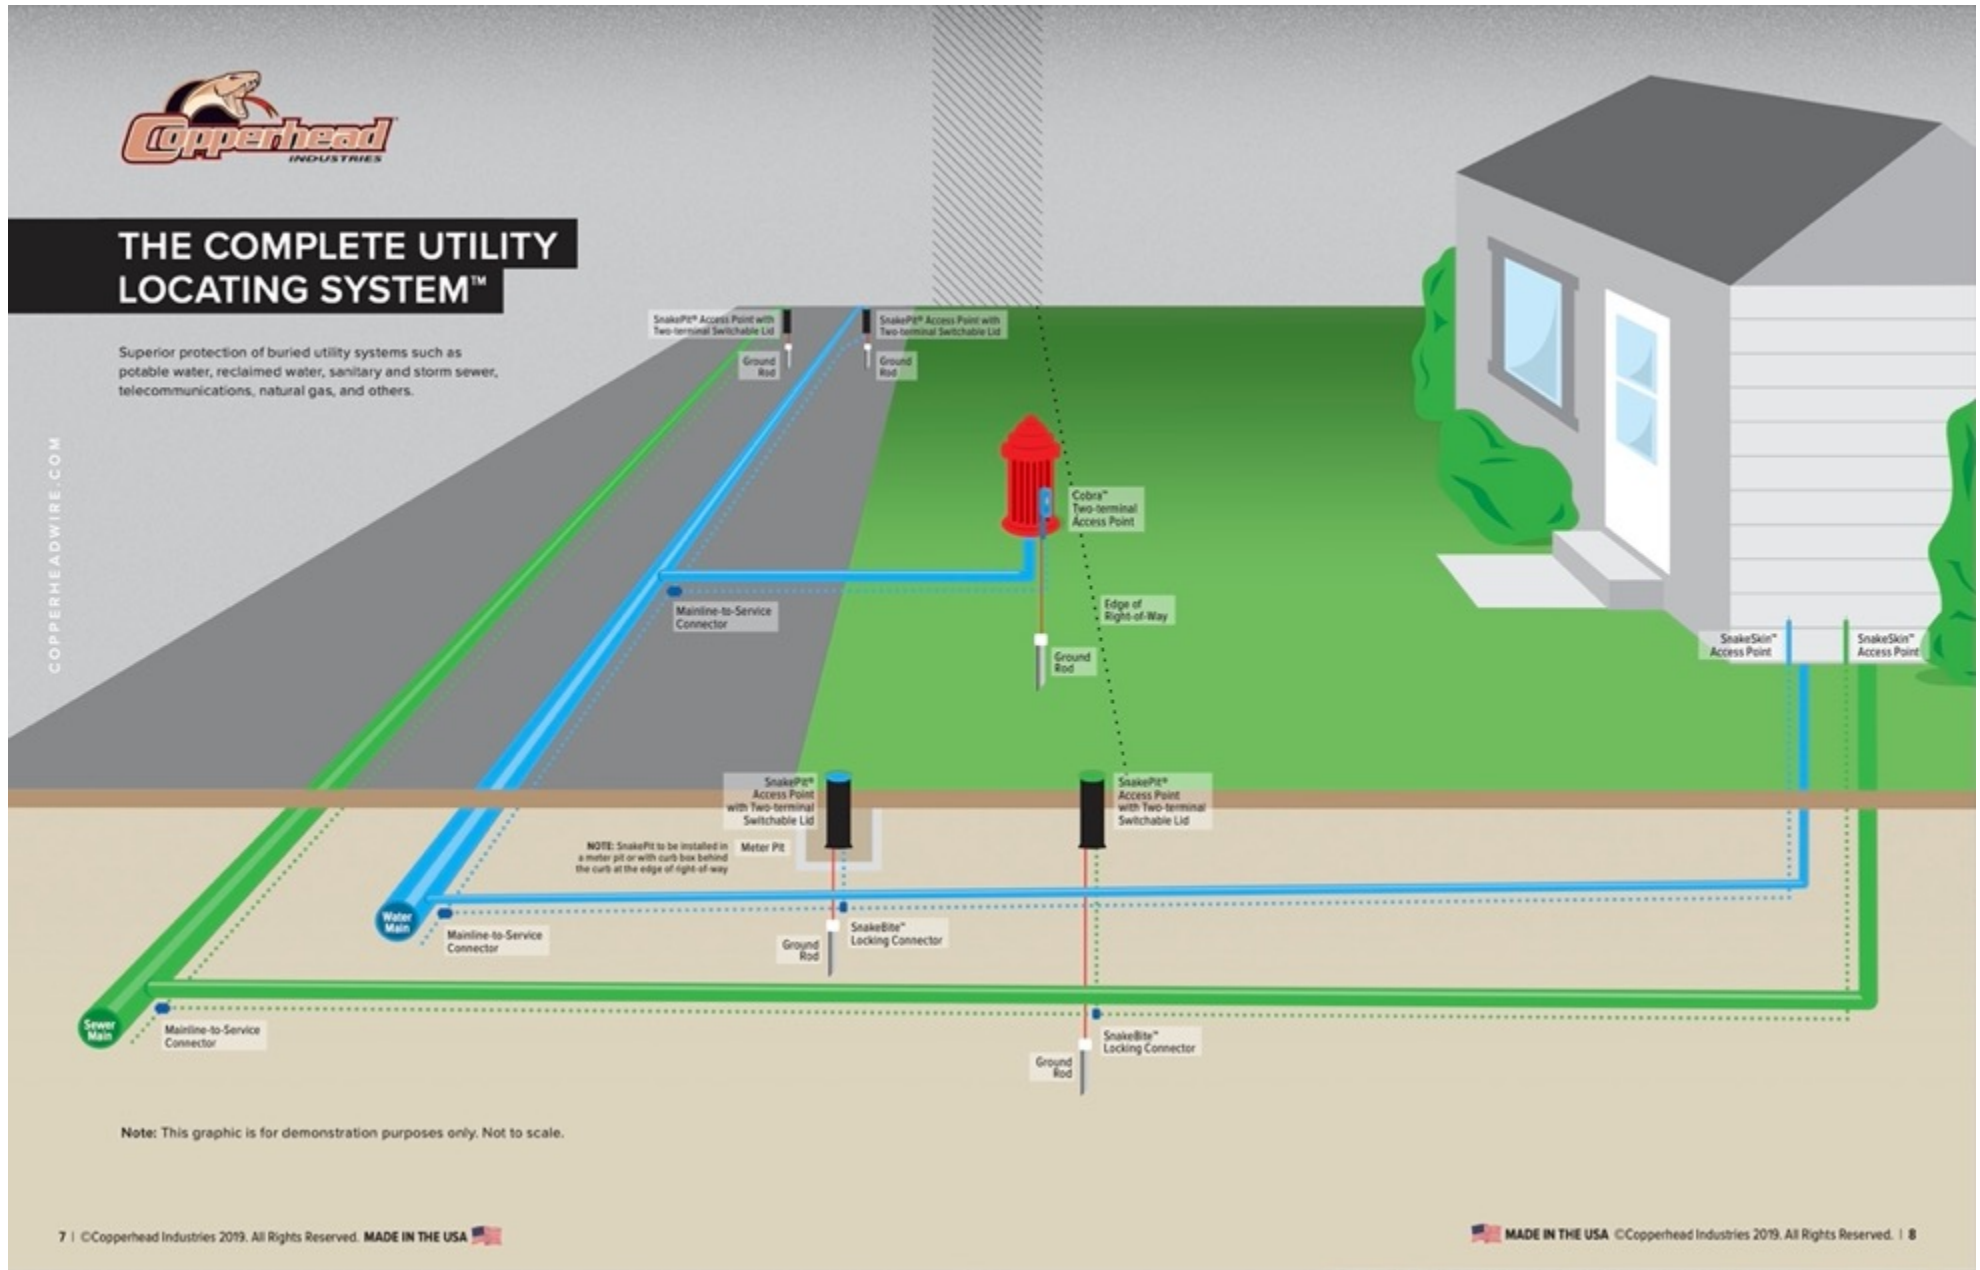 Copperhead
INDUSTRIES
THE COMPLETE UTILITY
LOCATING SYSTEM™
Superior protection of buried utility systems such as
potable water, reclaimed water, sanitary and storm sewer,
telecommunications, natural gas, and others.
COPPERHEADWIRE.COM
SnakePit® Access Point with
Two-terminal Switchable Lid
Ground
Rod
SnakePit® Access Point with
Two-terminal Switchable Lid
Ground
Rod
Cobra™
Two-terminal
Access Point
Mainline-to-Service
Connector
Edge of
Right-of-Way
Ground
Rod
SnakeSkin™
Access Point
SnakeSkin™
Access Point
SnakePit®
Access Point
with Two-terminal
Switchable Lid
SnakePit®
Access Point
with Two-terminal
Switchable Lid
NOTE: SnakePit to be installed in
a meter pit or with curb box behind
the curb at the edge of right-of-way
Meter Pit
Water
Main
Mainline-to-Service
Connector
SnakeBite™
Locking Connector
Ground
Rod
Sewer
Main
Mainline-to-Service
Connector
SnakeBite™
Locking Connector
Ground
Rod
Note: This graphic is for demonstration purposes only. Not to scale.
7 | ©Copperhead Industries 2019. All Rights Reserved. MADE IN THE USA
MADE IN THE USA ©Copperhead Industries 2019. All Rights Reserved. | 8